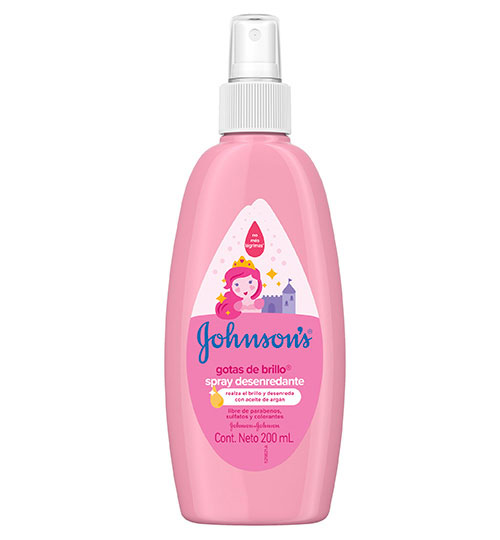 no
más
lágrimas®
Johnson's®
gotas de brillo®
spray desenredante
realza el brillo y desenreda
con aceite de argán
libre de parabenos,
sulfatos y colorantes
Johnson & Johnson
Cont. Neto 200 mL